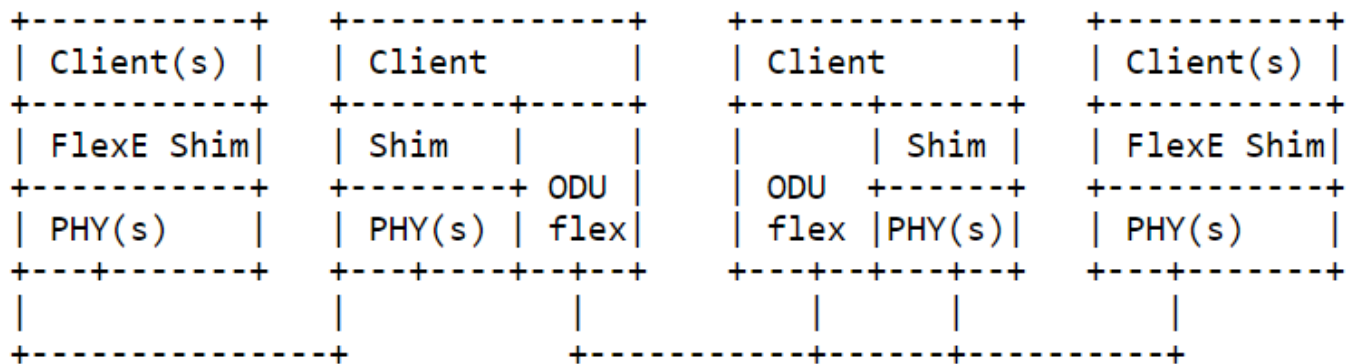 +-----------+   +--------------+    +-------------+   +-----------+
| Client(s) |   | Client       |    | Client      |   | Client(s) |
+-----------+   +--------+-----+    +------+------+   +-----------+
| FlexE Shim|   | Shim   |     |    |      | Shim |   | FlexE Shim|
+-----------+   +--------+ ODU |    | ODU  +------+   +-----------+
| PHY(s)    |   | PHY(s) | flex|    | flex |PHY(s)|   | PHY(s)    |
+---+-------+   +---+----+--+--+    +---+--+---+--+   +---+-------+
|               |           |           |      |          |
+---------------+           +-----------+------+----------+